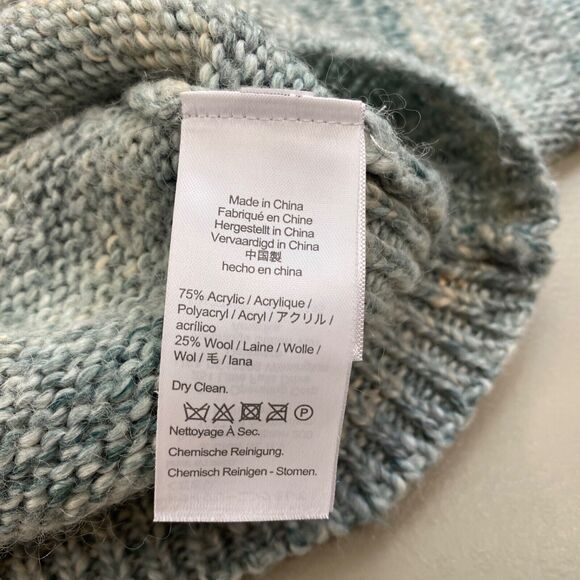 Made in China
Fabriqué en Chine
Hergestellt in China
Vervaardigd in China
中国製
hecho en china
75% Acrylic / Acrylique /
Polyacryl / Acryl / アクリル /
acrílico
25% Wool / Laine / Wolle /
Wol / 毛 / lana
Dry Clean.
P
Nettoyage À Sec.
Chemische Reinigung.
Chemisch Reinigen - Stomen.